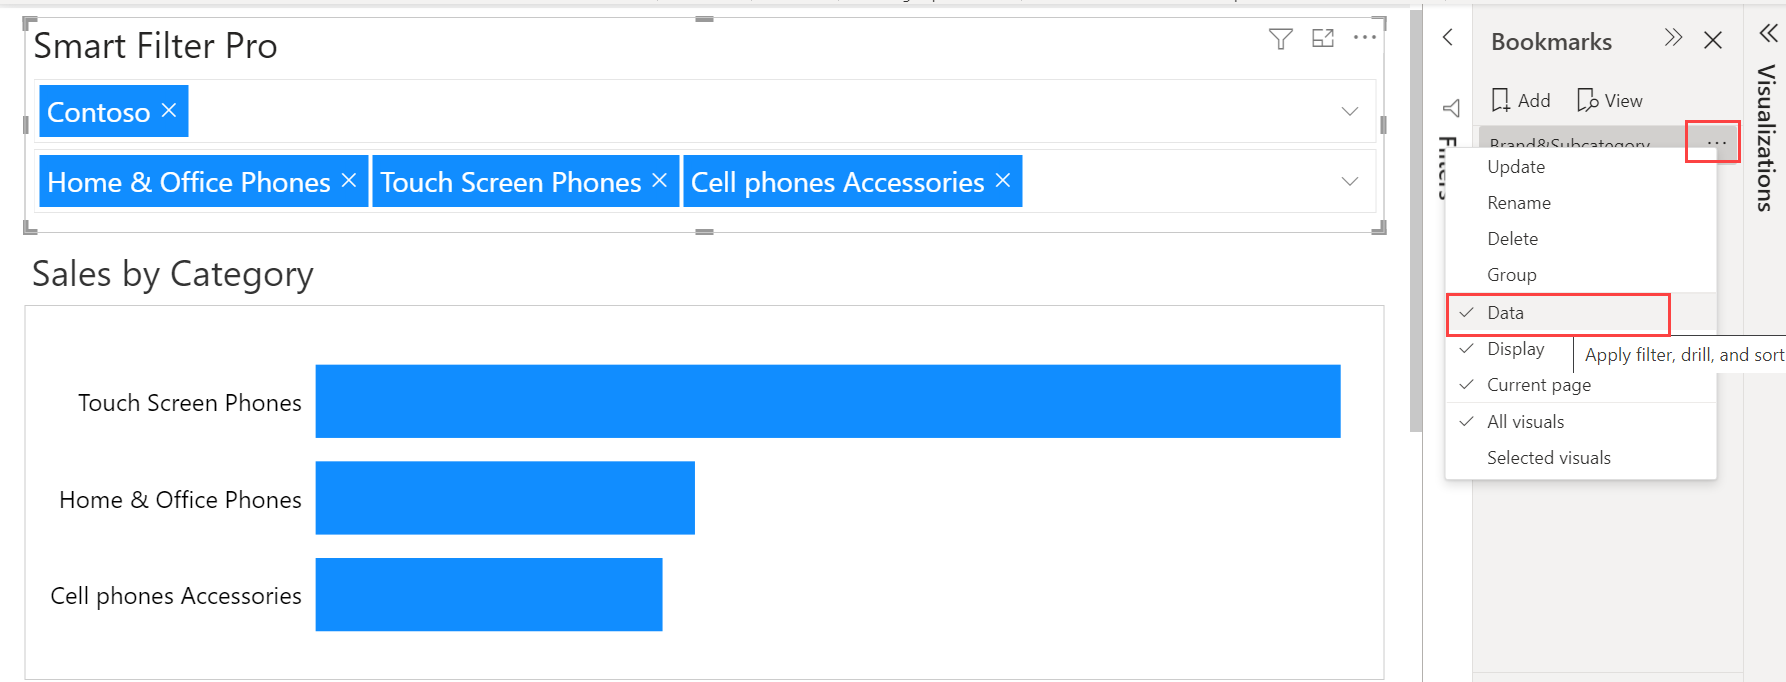 Smart Filter Pro
Contoso
Home & Office Phones
Touch Screen Phones
Cell phones Accessories
Sales by Category
Touch Screen Phones
Home & Office Phones
Cell phones Accessories
Bookmarks
Add
View
Brand&Subcategory
Update
Rename
Delete
Group
Data
Display
Apply filter, drill, and sort
Current page
All visuals
Selected visuals
Filters
Visualizations